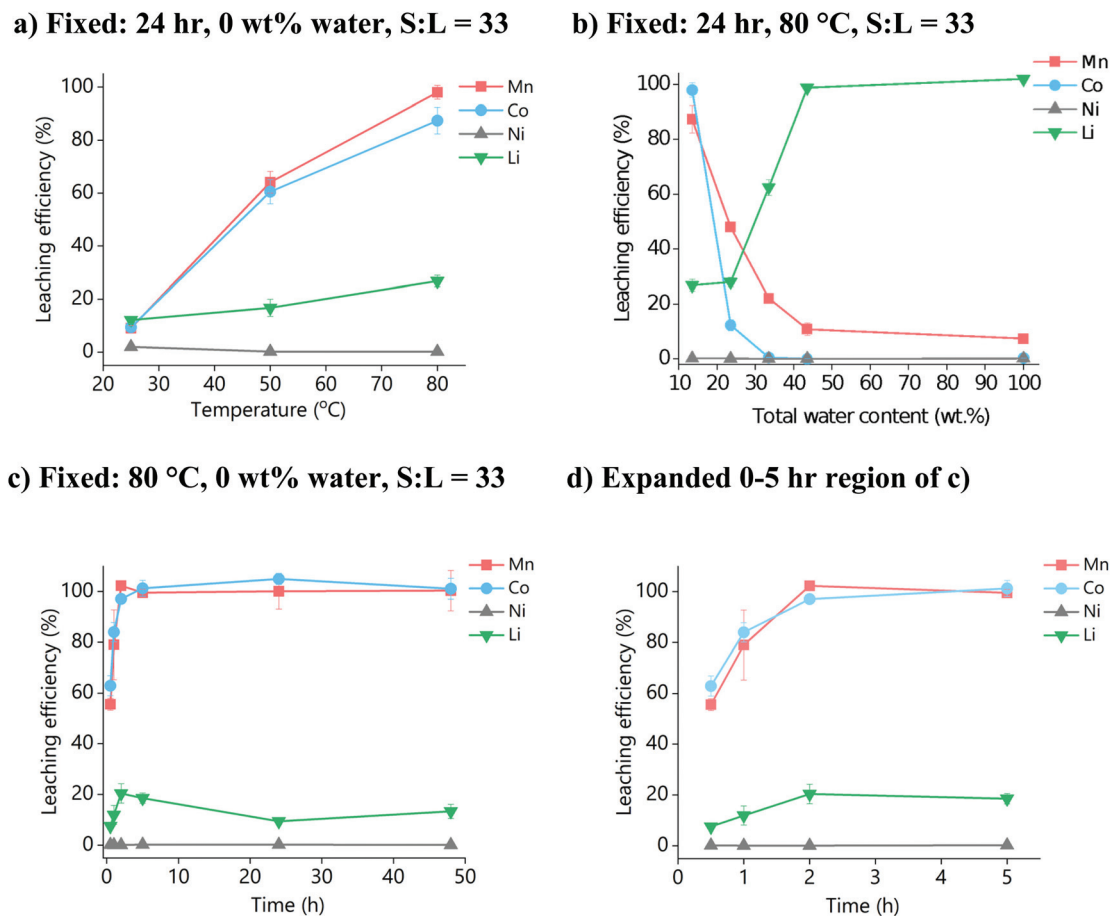 a) Fixed: 24 hr, 0 wt% water, S:L = 33
Leaching efficiency (%)
100
80
60
40
20
0
20 30 40 50 60 70 80
Temperature (°C)
Mn
Co
Ni
Li
b) Fixed: 24 hr, 80 °C, S:L = 33
Leaching efficiency (%)
100
80
60
40
20
0
10 20 30 40 50 60 70 80 90 100
Total water content (wt.%)
Mn
Co
Ni
Li
c) Fixed: 80 °C, 0 wt% water, S:L = 33
Leaching efficiency (%)
100
80
60
40
20
0
0 10 20 30 40 50
Time (h)
Mn
Co
Ni
Li
d) Expanded 0-5 hr region of c)
Leaching efficiency (%)
100
80
60
40
20
0
0 1 2 3 4 5
Time (h)
Mn
Co
Ni
Li